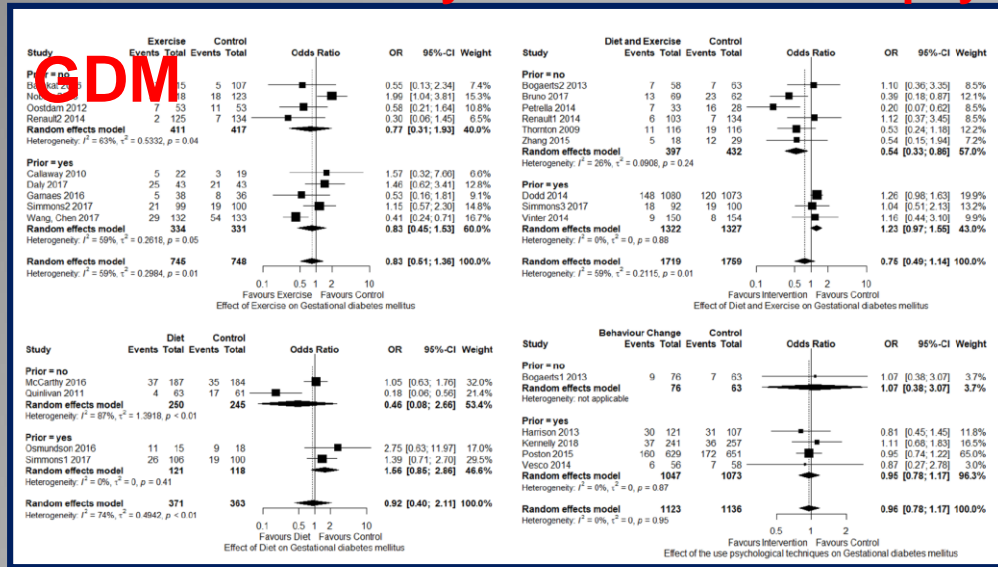 GDM
Exercise Control
Study Events Total Events Total Odds Ratio OR 95%-CI Weight
Prior = no
15 5 107 0.55 [0.13; 2.34] 7.4%
18 18 123 1.99 [1.04; 3.81] 15.3%
Oostdam 2012 7 53 11 53 0.58 [0.21; 1.64]
Renault2 2014 2 125 7 134 0.30 [0.06; 1.45]
Random effects model 411 417 0.77 [0.31; 1.93] 40.0%
Heterogeneity: I² = 63%, τ² = 0.5332, p = 0.04
Prior = yes
Callaway 2010 5 22 3 19 1.57 [0.32; 7.66] 6.6%
Daly 2017 25 43 21 43 1.46 [0.62; 3.41]
Garnaes 2016 5 38 8 36 0.53 [0.16; 1.81] 9.1%
Simmons2 2017 21 99 19 100 1.15 [0.57; 2.30]
Wang, Chen 2017 29 132 54 133 0.41 [0.24; 0.71]
Random effects model 334 331 0.83 [0.45; 1.53] 60.0%
Heterogeneity: I² = 59%, τ² = 0.2618, p = 0.05
Random effects model 745 748 0.83 [0.51; 1.36] 100.0%
Heterogeneity: I² = 59%, τ² = 0.2984, p = 0.01
0.1 0.5 1 2 10
Favours Exercise Favours Control
Effect of Exercise on Gestational diabetes mellitus
Diet and Exercise Control
Study Events Total Events Total Odds Ratio OR 95%-CI Weight
Prior = no
Bogaerts2 2013 7 58 7 63 1.10 [0.36; 3.35] 8.5%
Bruno 2017 13 69 23 62 0.39 [0.18; 0.87]
Petrella 2014 7 33 16 28 0.20 [0.07; 0.62]
Renault1 2014 6 103 7 134 1.12 [0.37; 3.45]
Thornton 2009 11 116 19 116 0.53 [0.24; 1.18]
Zhang 2015 5 18 12 29 0.54 [0.15; 1.94]
Random effects model 397 432 0.54 [0.33; 0.86] 57.0%
Heterogeneity: I² = 26%, τ² = 0.0908, p = 0.24
Prior = yes
Dodd 2014 148 1080 120 1073 1.26 [0.98; 1.63] 20.9%
Simmons3 2017 18 92 19 100 1.04 [0.51; 2.13]
Vinter 2014 9 150 8 154 1.16 [0.44; 3.10]
Random effects model 1322 1327 1.23 [0.97; 1.55] 43.0%
Heterogeneity: I² = 0%, τ² = 0, p = 0.88
Random effects model 1719 1759 0.75 [0.49; 1.14] 100.0%
Heterogeneity: I² = 59%, τ² = 0.2115, p = 0.01
0.1 0.5 1 2 10
Favours Intervention Favours Control
Effect of Diet and Exercise on Gestational diabetes mellitus
Diet Control
Study Events Total Events Total Odds Ratio OR 95%-CI Weight
Prior = no
McCarthy 2016 37 187 35 184 1.05 [0.63; 1.76] 32.0%
Quinlivan 2011 4 63 17 61 0.18 [0.06; 0.56] 21.4%
Random effects model 250 245 0.46 [0.08; 2.66] 53.4%
Heterogeneity: I² = 87%, τ² = 1.3918, p < 0.01
Prior = yes
Osmundson 2016 11 15 9 18 2.75 [0.63; 11.97] 17.0%
Simmons1 2017 26 106 19 100 1.39 [0.71; 2.70] 29.5%
Random effects model 121 118 1.56 [0.85; 2.86] 46.6%
Heterogeneity: I² = 0%, τ² = 0, p = 0.41
Random effects model 371 363 0.92 [0.40; 2.11] 100.0%
Heterogeneity: I² = 74%, τ² = 0.4942, p < 0.01
0.1 0.5 1 2 10
Favours Diet Favours Control
Effect of Diet on Gestational diabetes mellitus
Behaviour Change Control
Study Events Total Events Total Odds Ratio OR 95%-CI Weight
Prior = no
Bogaerts1 2013 9 76 7 63 1.07 [0.38; 3.07] 3.7%
Random effects model 76 63 1.07 [0.38; 3.07] 3.7%
Heterogeneity: not applicable
Prior = yes
Harrison 2013 30 121 31 107 0.81 [0.45; 1.45] 11.8%
Kennelly 2018 37 241 36 257 1.11 [0.68; 1.83]
Poston 2015 160 629 172 651 0.95 [0.74; 1.22]
Vesco 2014 6 56 7 58 0.87 [0.27; 2.78]
Random effects model 1047 1073 0.95 [0.78; 1.17] 96.3%
Heterogeneity: I² = 0%, τ² = 0, p = 0.87
Random effects model 1123 1136 0.96 [0.78; 1.17] 100.0%
Heterogeneity: I² = 0%, τ² = 0, p = 0.95
0.5 1 2
Favours Intervention Favours Control
Effect of the use psychological techniques on Gestational diabetes mellitus